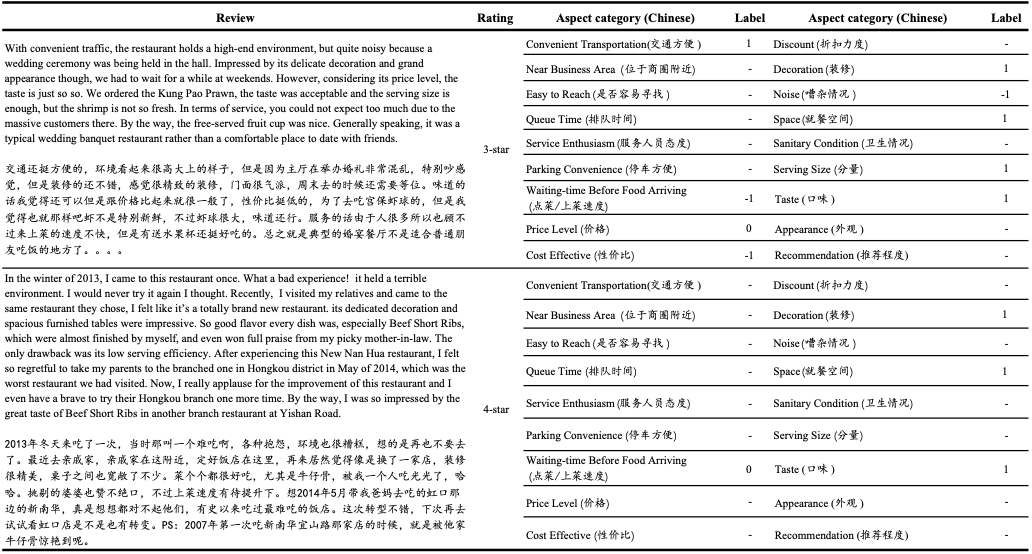 Review Rating Aspect category (Chinese) Label Aspect category (Chinese) Label
With convenient traffic, the restaurant holds a high-end environment, but quite noisy because a
wedding ceremony was being held in the hall. Impressed by its delicate decoration and
grand appearance though, we had to wait for a while at weekends. However, considering its price level, the
taste is just so so. We ordered the Kung Pao Prawn, the taste was acceptable and the serving size is
enough, but the shrimp is not so fresh. In terms of service, you could not expect too much due to the
massive customers there. By the way, the free-served fruit cup was nice. Generally speaking, it was a
typical wedding banquet restaurant rather than a comfortable place to date with friends.
交通还挺方便的，环境看起来很高大上的样子，但是因为主厅在举办婚礼非常混乱，特别吵感
觉，但是装修的还不错，感觉很精致的装修，门面很气派，周末去的时候还需要等位。味道的
话我觉得还可以但是跟价格比起来就很一般了，性价比挺低的，为了去吃宫保虾球的，但是我
觉得也就那样吧虾不是特别新鲜，不过虾球很大，味道还行。服务的话由于人很多所以也顾不
过来上菜的速度不快，但是有送水果杯还挺好吃的。总之就是典型的婚宴餐厅不是适合普通朋
友吃饭的地方了。。。。
3-star
Convenient Transportation(交通方便) 1 Discount (折扣力度) -
Near Business Area (位于商圈附近) - Decoration (装修) 1
Easy to Reach (是否容易寻找) - Noise(嘈杂情况) -1
Queue Time (排队时间) - Space(就餐空间) 1
Service Enthusiasm (服务人员态度) - Sanitary Condition (卫生情况) -
Parking Convenience (停车方便) - Serving Size (分量) 1
Waiting-time Before Food Arriving
(点菜/上菜速度) -1 Taste (口味) 1
Price Level (价格) 0 Appearance (外观) -
Cost Effective (性价比) -1 Recommendation (推荐程度) -
In the winter of 2013, I came to this restaurant once. What a bad experience! it held a terrible
environment. I would never try it again I thought. Recently, I visited my relatives and came to the
same restaurant they chose, I felt like it's a totally brand new restaurant. its dedicated decoration and
spacious furnished tables were impressive. So good flavor every dish was, especially Beef Short Ribs,
which were almost finished by myself, and even won full praise from my picky mother-in-law. The
only drawback was its low serving efficiency. After experiencing this New Nan Hua restaurant, I felt
so regretful to take my parents to the branched one in Hongkou district in May of 2014, which was the
worst restaurant we had visited. Now, I really applause for the improvement of this restaurant and I
even have a brave to try their Hongkou branch one more time. By the way, I was so impressed by the
great taste of Beef Short Ribs in another branch restaurant at Yishan Road.
2013年冬天来吃了一次，当时那叫一个难吃啊，各种抱怨，环境也很糟糕，想的是再也不要去
了。最近去亲戚家，亲戚家在这附近，定好饭店在这里，再来居然觉得像是换了一家店，装修
很精美，桌子之间也宽敞了不少。菜个个都很好吃，尤其是牛仔骨，被我一个人吃光光了，哈
哈。挑剔的婆婆也赞不绝口，不过上菜速度有待提升下。想2014年5月带我爸妈去吃的虹口那
边的新南华，真是想想都对不起他们，有史以来吃过最难吃的饭店。这次转型不错，下次再去
试试看虹口店是不是也有转变。PS：2007年第一次吃新南华宜山路那家店的时候，就是被他家
牛仔骨惊艳到呢。
4-star
Convenient Transportation(交通方便) - Discount (折扣力度) -
Near Business Area (位于商圈附近) - Decoration (装修) 1
Easy to Reach (是否容易寻找) - Noise(嘈杂情况) -
Queue Time (排队时间) - Space(就餐空间) 1
Service Enthusiasm (服务人员态度) - Sanitary Condition (卫生情况) -
Parking Convenience (停车方便) - Serving Size (分量) -
Waiting-time Before Food Arriving
(点菜/上菜速度) 0 Taste (口味) 1
Price Level (价格) - Appearance (外观) -
Cost Effective (性价比) - Recommendation (推荐程度) -